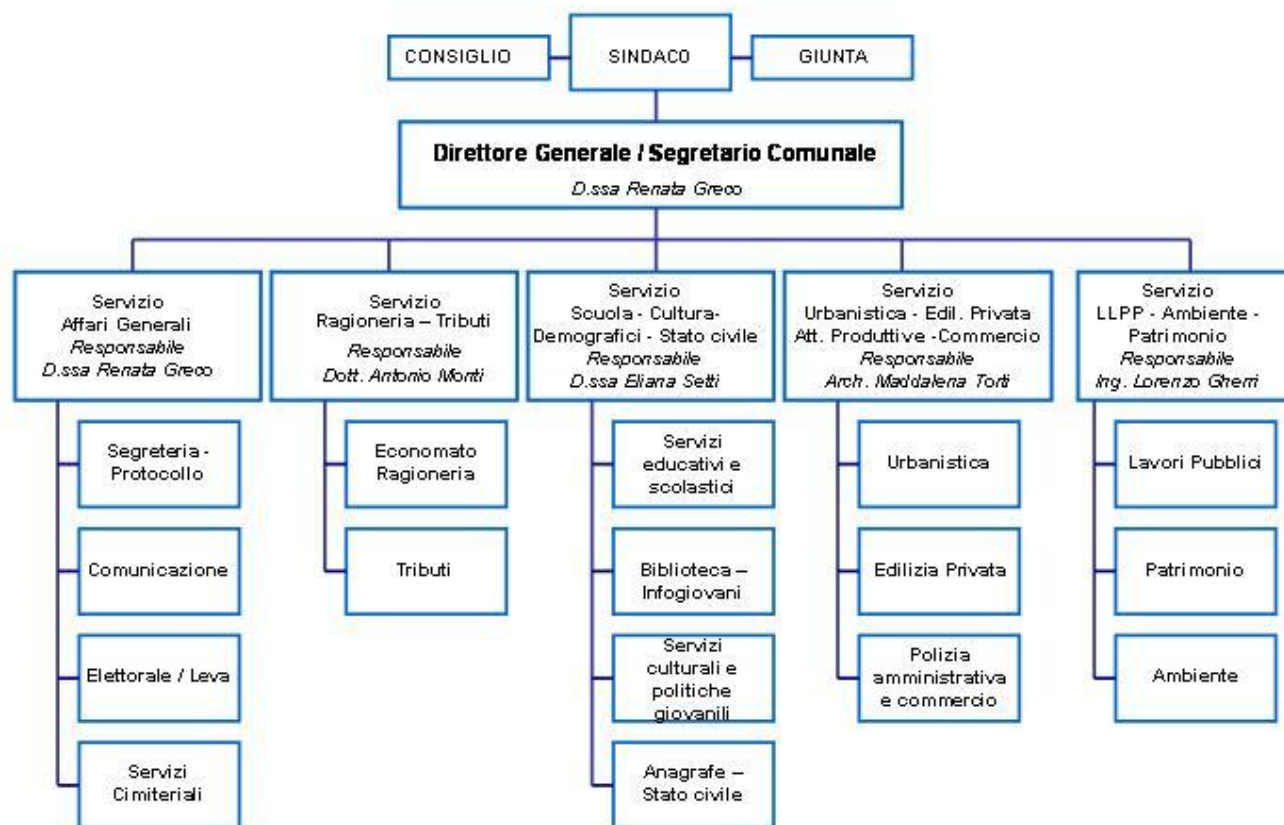 CONSIGLIO
SINDACO
GIUNTA
Direttore Generale / Segretario Comunale
D.ssa Renata Greco
Servizio
Affari Generali
Responsabile
D.ssa Renata Greco
Servizio
Ragioneria – Tributi
Responsabile
Dott. Antonio Monti
Servizio
Scuola - Cultura-
Demografici - Stato civile
Responsabile
D.ssa Eliana Setti
Servizio
Urbanistica - Edil. Privata
Att. Produttive -Commercio
Responsabile
Arch. Maddalena Torti
Servizio
LLPP - Ambiente -
Patrimonio
Responsabile
Ing. Lorenzo Gherri
Segreteria -
Protocollo
Comunicazione
Elettorale / Leva
Servizi
Cimiteriali
Economato
Ragioneria
Tributi
Servizi
educativi e
scolastici
Biblioteca –
Infogiovani
Servizi
culturali e
politiche
giovanili
Anagrafe –
Stato civile
Urbanistica
Edilizia Privata
Polizia
amministrativa
e commercio
Lavori Pubblici
Patrimonio
Ambiente